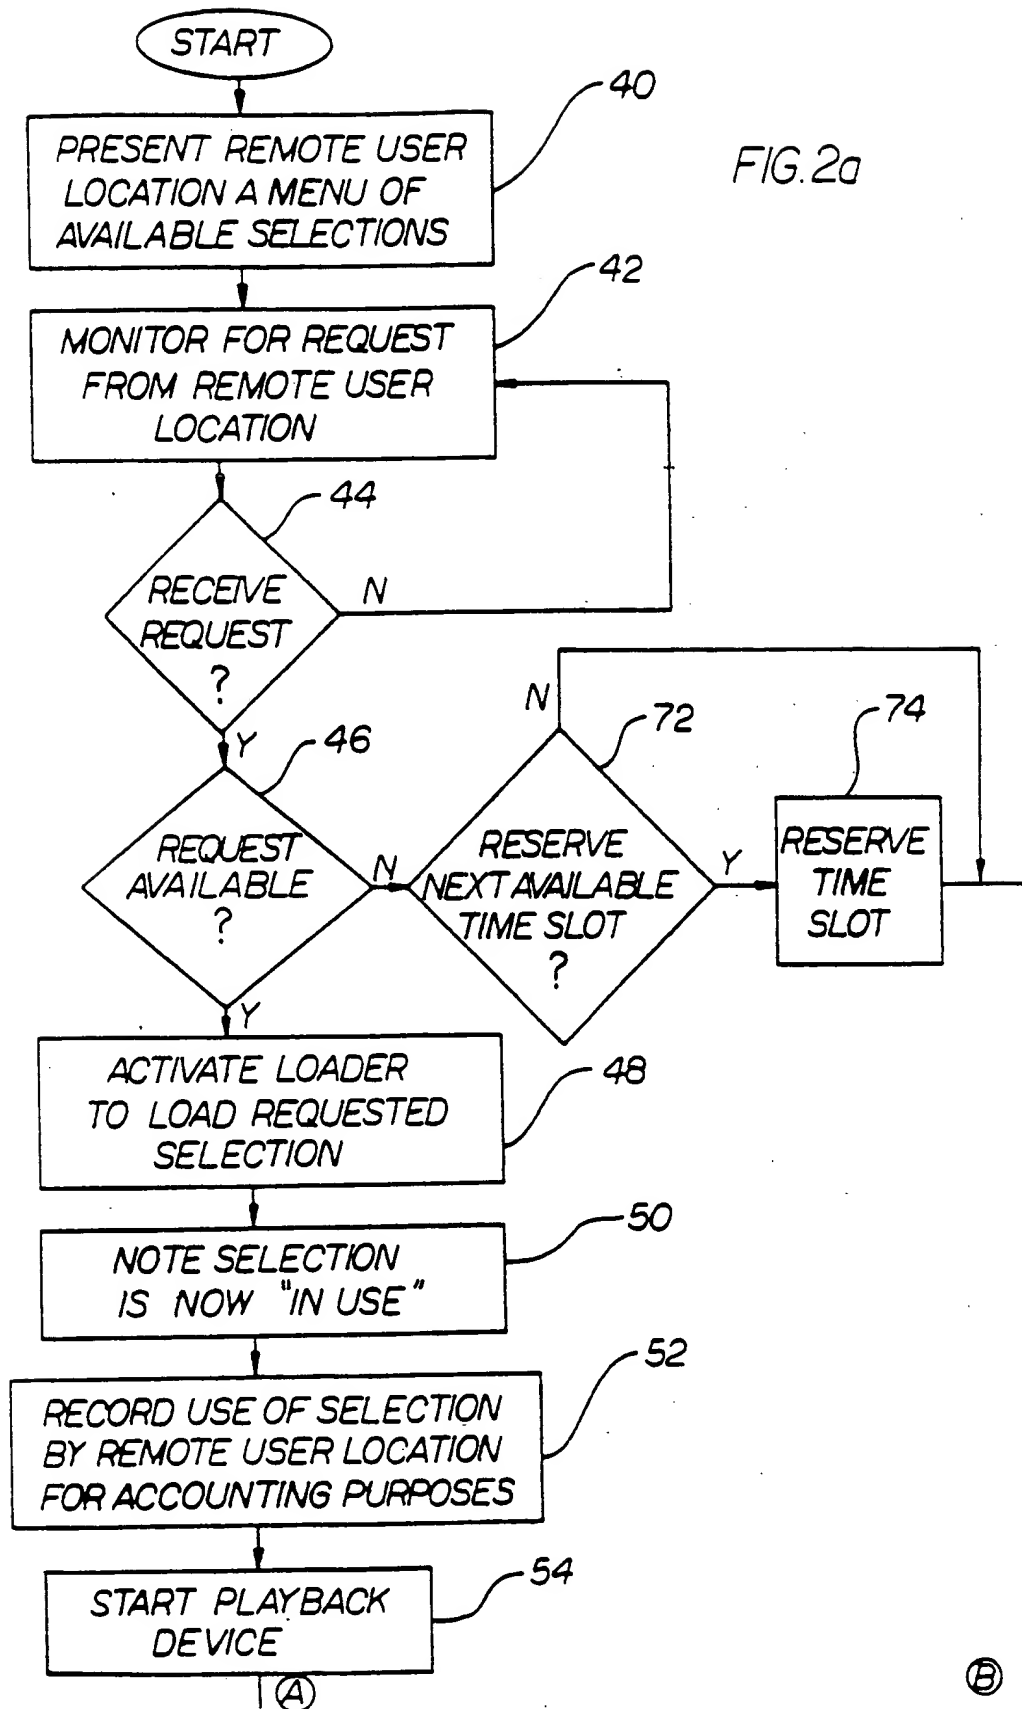 START
40
PRESENT REMOTE USER
LOCATION A MENU OF
AVAILABLE SELECTIONS
FIG. 2a
42
MONITOR FOR REQUEST
FROM REMOTE USER
LOCATION
44
RECEIVE
REQUEST
?
N
Y
46
REQUEST
AVAILABLE
?
N
72
N
RESERVE
NEXT AVAILABLE
TIME SLOT
?
Y
74
RESERVE
TIME
SLOT
Y
48
ACTIVATE LOADER
TO LOAD REQUESTED
SELECTION
50
NOTE SELECTION
IS NOW "IN USE"
52
RECORD USE OF SELECTION
BY REMOTE USER LOCATION
FOR ACCOUNTING PURPOSES
54
START PLAYBACK
DEVICE
A
B